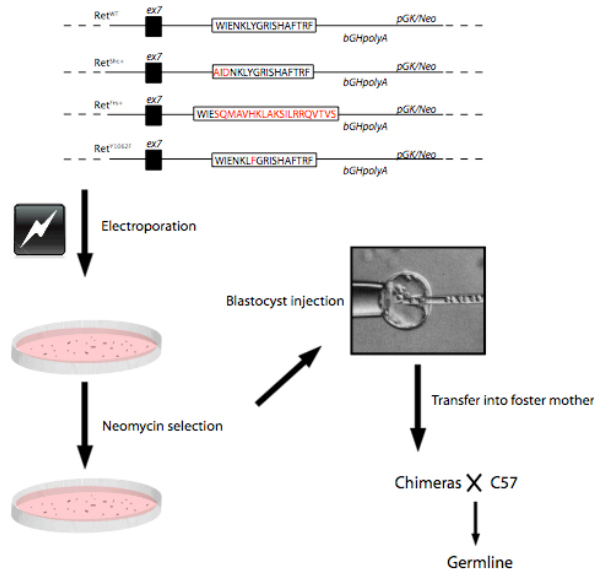 ex7
pGK/Neo
Ret^WT
WIENKLYGRISHAFTRF
bGHpolyA
ex7
pGK/Neo
Ret^Shc+
AIDNKLYGRISHAFTRF
bGHpolyA
ex7
pGK/Neo
Ret^Frs+
WIESQMAVHKLAKSILRRQVTVS
bGHpolyA
ex7
pGK/Neo
Ret^Y1062F
WIENKLFGRISHAFTRF
bGHpolyA
Electroporation
Blastocyst injection
Neomycin selection
Transfer into foster mother
Chimeras X C57
Germline